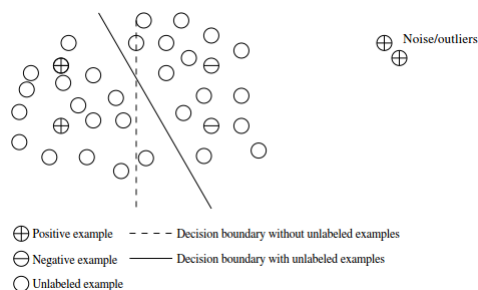 Noise/outliers
Positive example
Decision boundary without unlabeled examples
Negative example
Decision boundary with unlabeled examples
Unlabeled example